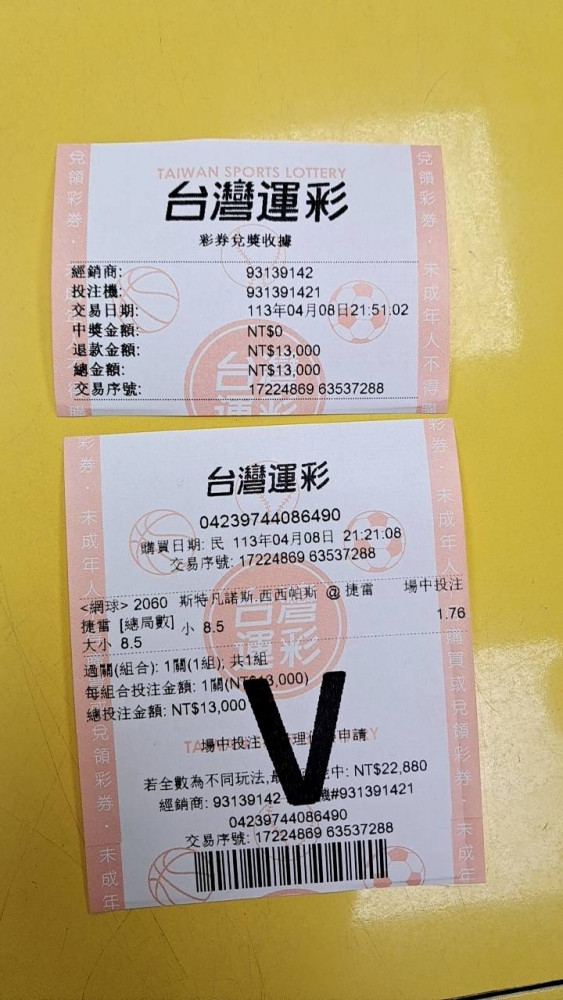 TAIWAN SPORTS LOTTERY
台灣運彩
彩券兌獎收據
經銷商: 93139142
投注機: 931391421
交易日期: 113年04月08日21:51:02
中獎金額: NT$0
退款金額: NT$13,000
總金額: NT$13,000
交易序號: 17224869 63537288
台灣運彩
04239744086490
購買日期: 民 113年04月08日 21:21:08
交易序號: 17224869 63537288
<網球> 2060 斯特凡諾斯.西西帕斯 @ 捷雷 場中投注
捷雷 [總局數] 小 8.5 1.76
大小 8.5
過關(組合): 1關(1組); 共1組
每組合投注金額: 1關(NT$13,000)
總投注金額: NT$13,000
V
場中投注 理 申請
若全數為不同玩法,最 中: NT$22,880
經銷商: 93139142 機#931391421
04239744086490
交易序號: 17224869 63537288